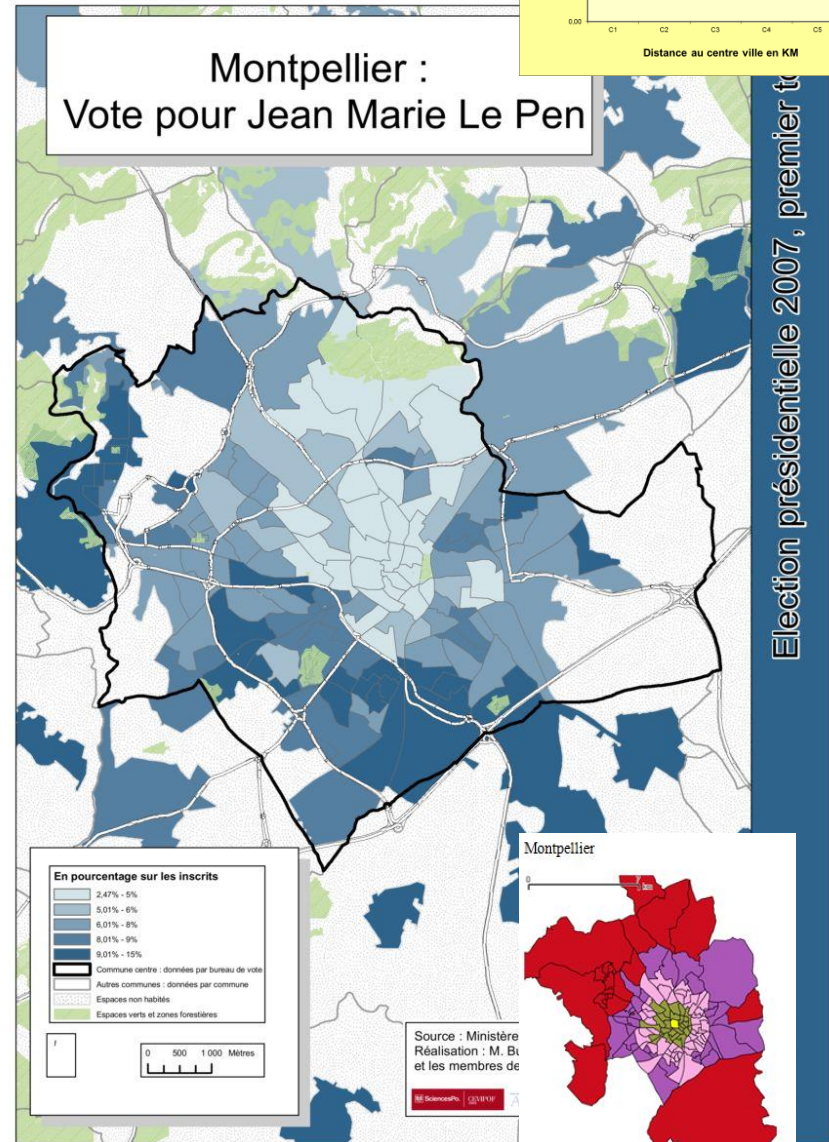 0,00
C1 C2 C3 C4 C5
Distance au centre ville en KM
Montpellier :
Vote pour Jean Marie Le Pen
Election présidentielle 2007, premier
En pourcentage sur les inscrits
2,47% - 5%
5,01% - 6%
6,01% - 8%
8,01% - 9%
9,01% - 15%
Commune centre : données par bureau de vote
Autres communes : données par commune
Espaces non habités
Espaces verts et zones forestières
0 500 1 000 Mètres
Source : Ministère
Réalisation : M.
et les membres de
SciencesPo. CEVIPOF
Montpellier
km